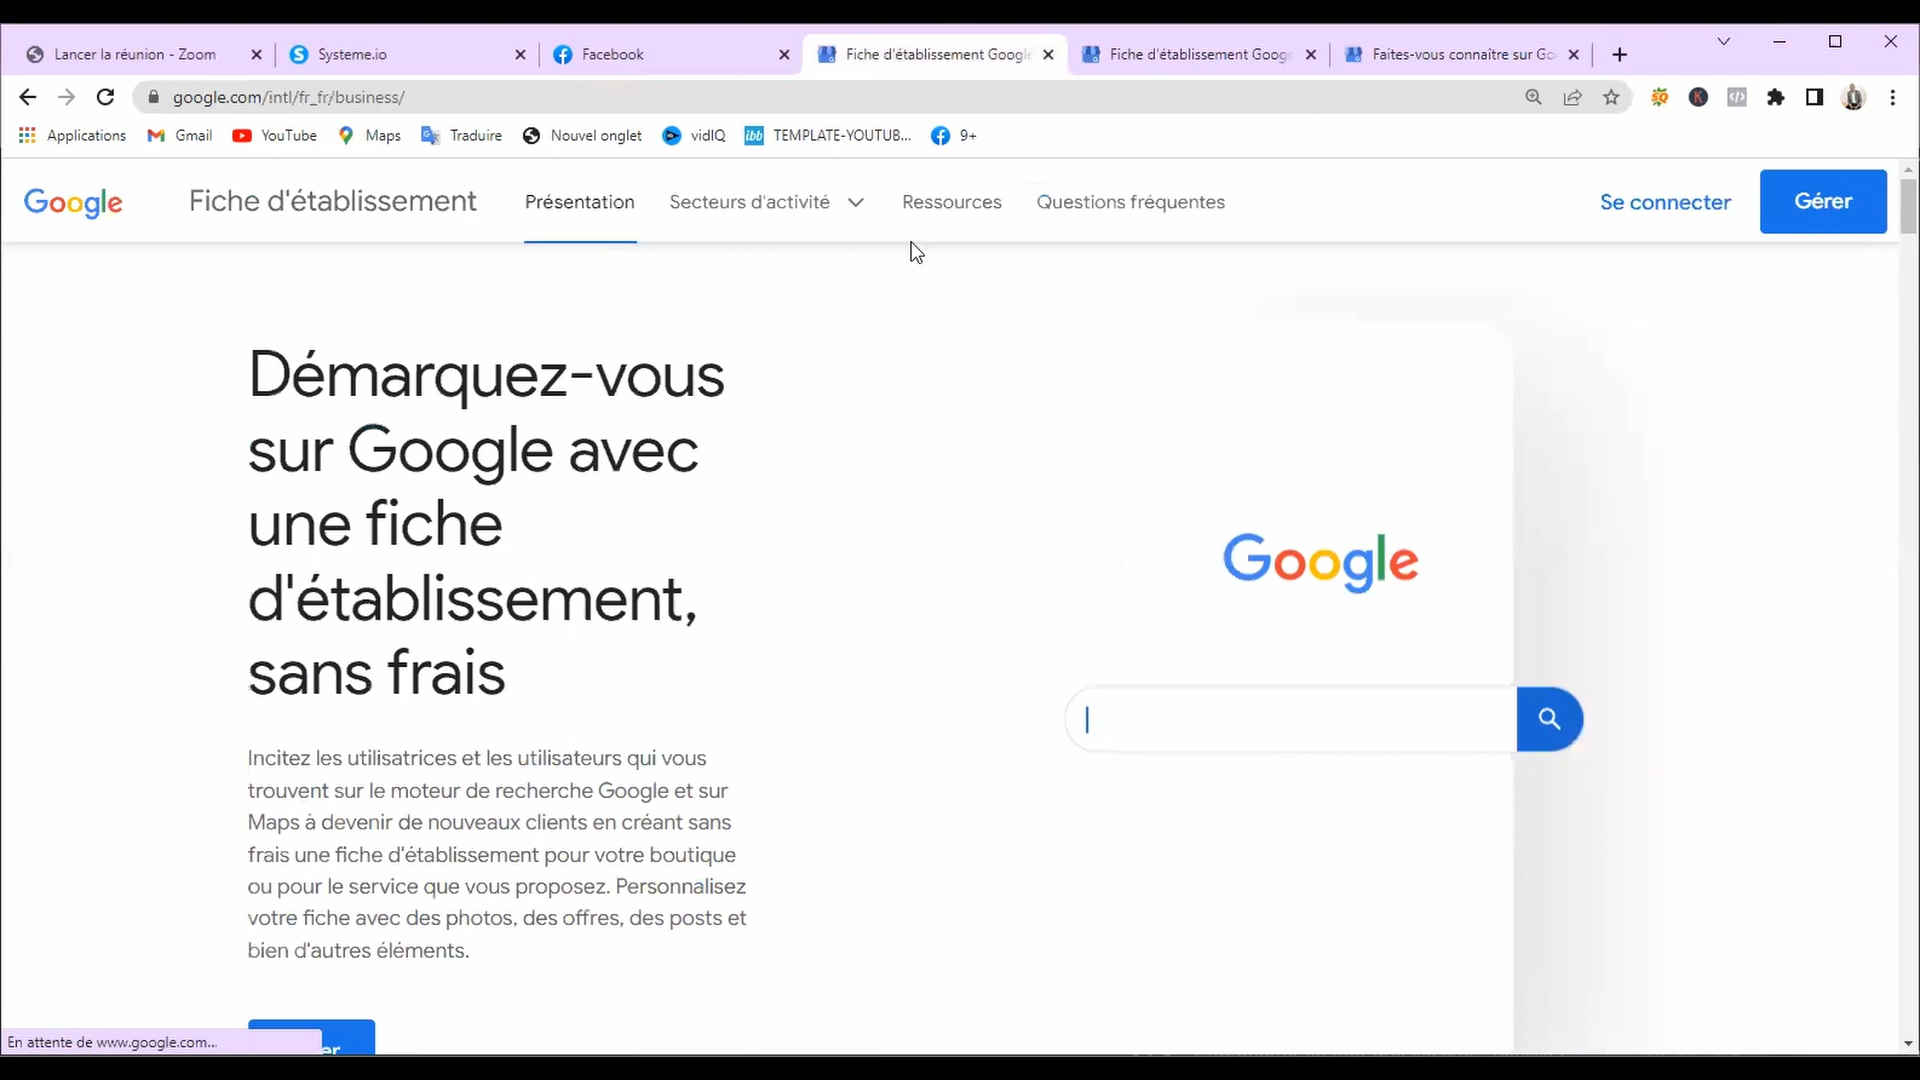 Lancer la réunion - Zoom
Systeme.io
Facebook
Fiche d'établissement Google
Fiche d'établissement Goog
Faites-vous connaître sur Go
google.com/intl/fr_fr/business/
Applications
Gmail
YouTube
Maps
Traduire
Nouvel onglet
vidIQ
ibb
TEMPLATE-YOUTUB...
9+
Google
Fiche d'établissement
Présentation
Secteurs d'activité
Ressources
Questions fréquentes
Se connecter
Gérer
Démarquez-vous
sur Google avec
une fiche
d'établissement,
sans frais
Google
Incitez les utilisatrices et les utilisateurs qui vous
trouvent sur le moteur de recherche Google et sur
Maps à devenir de nouveaux clients en créant sans
frais une fiche d'établissement pour votre boutique
ou pour le service que vous proposez. Personnalisez
votre fiche avec des photos, des offres, des posts et
bien d'autres éléments.
En attente de www.google.com...